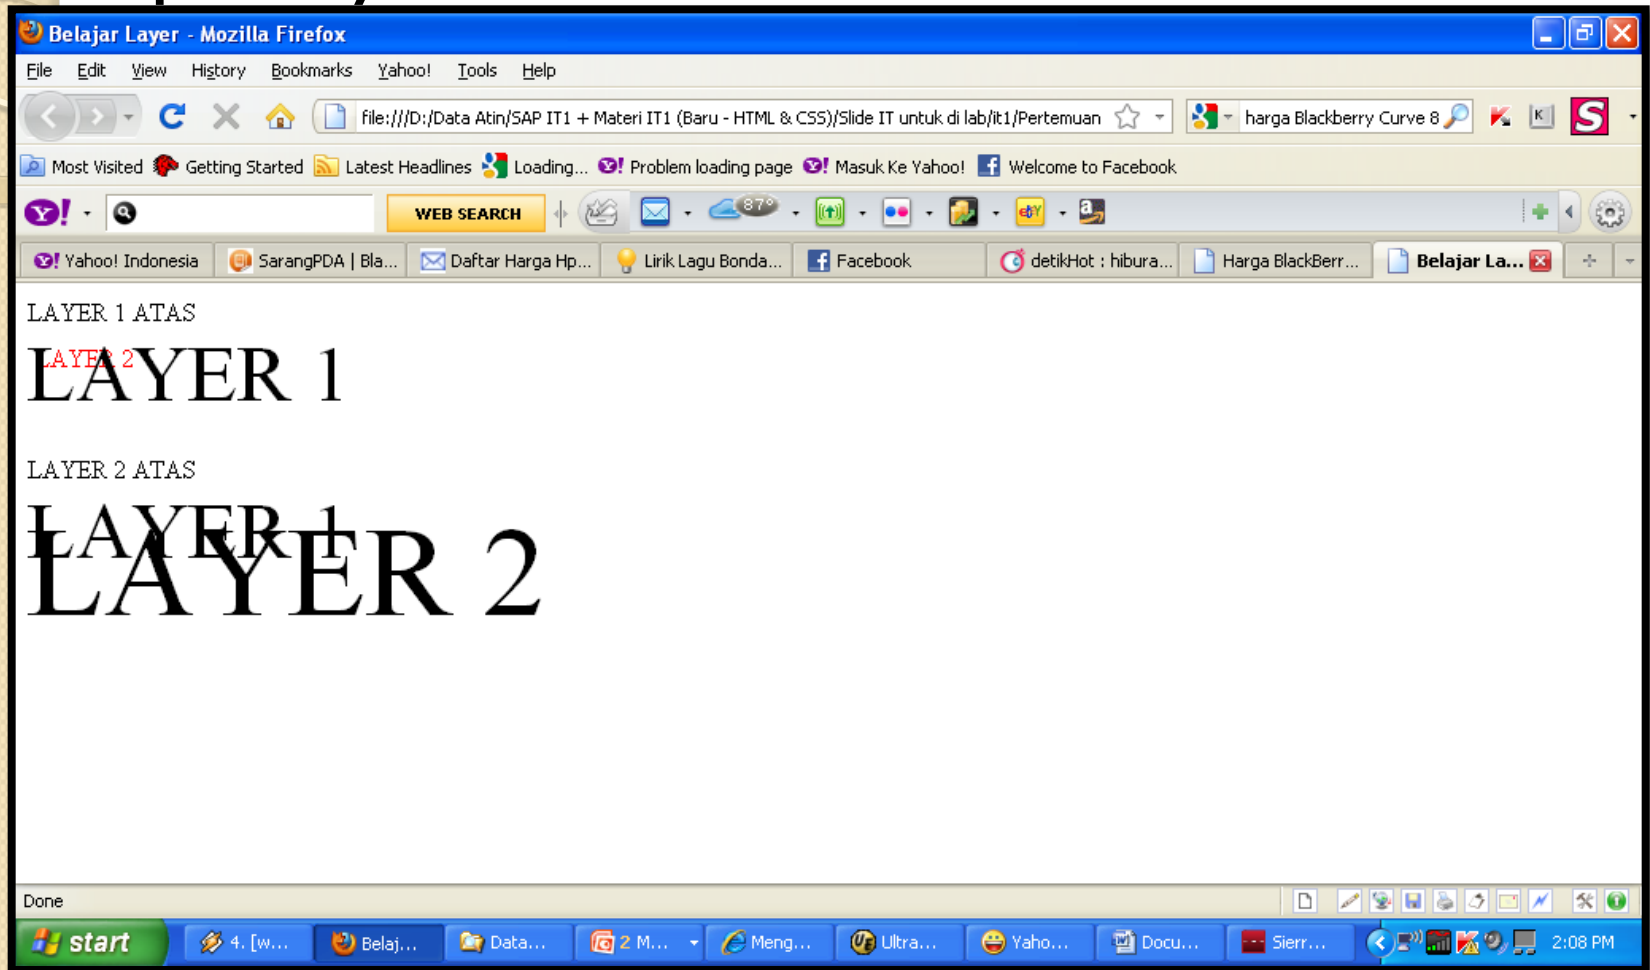 Belajar Layer - Mozilla Firefox
File Edit View History Bookmarks Yahoo! Tools Help
file:///D:/Data Atin/SAP IT1 + Materi IT1 (Baru - HTML & CSS)/Slide IT untuk di lab/it1/Pertemuan harga Blackberry Curve 8 K S
Most Visited Getting Started Latest Headlines Loading... Problem loading page Masuk Ke Yahoo! Welcome to Facebook
Y! WEB SEARCH 87° ebY a
Yahoo! Indonesia SarangPDA | Bla... Daftar Harga Hp... Lirik Lagu Bonda... Facebook detikHot : hibura... Harga BlackBerr... Belajar La...
LAYER 1 ATAS
LAYER 2
LAYER 1
LAYER 2 ATAS
LAYER 1
LAYER 2
Done
start 4. [w... Belaj... Data... 2 M... Meng... Ultra... Yaho... Docu... Sierr... 2:08 PM